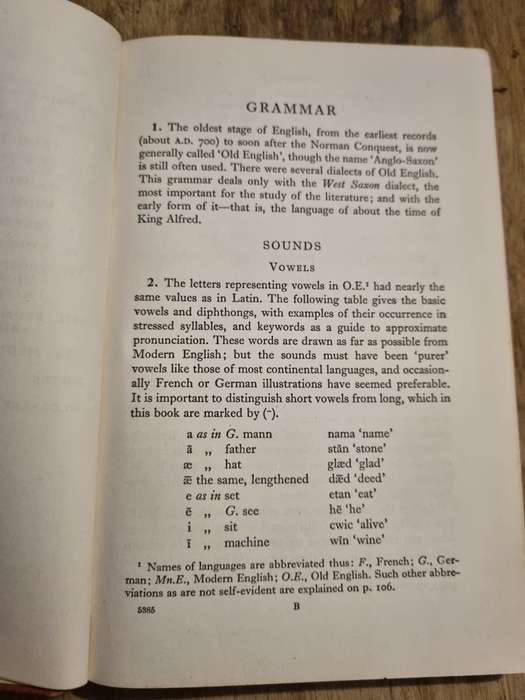 GRAMMAR
1. The oldest stage of English, from the earliest records
(about A.D. 700) to soon after the Norman Conquest, is now
generally called ‘Old English’, though the name ‘Anglo-Saxon’
is still often used. There were several dialects of Old English.
This grammar deals only with the West Saxon dialect, the
most important for the study of the literature; and with the
early form of it—that is, the language of about the time of
King Alfred.
SOUNDS
VOWELS
2. The letters representing vowels in O.E.¹ had nearly the
same values as in Latin. The following table gives the basic
vowels and diphthongs, with examples of their occurrence in
stressed syllables, and keywords as a guide to approximate
pronunciation. These words are drawn as far as possible from
Modern English; but the sounds must have been ‘purer’
vowels like those of most continental languages, and occasion-
ally French or German illustrations have seemed preferable.
It is important to distinguish short vowels from long, which in
this book are marked by (¯).
a as in G. mann nama ‘name’
ā „ father stān ‘stone’
æ „ hat glæd ‘glad’
ǣ the same, lengthened dǣd ‘deed’
e as in set etan ‘eat’
ē „ G. see hē ‘he’
i „ sit cwic ‘alive’
ī „ machine wīn ‘wine’
¹ Names of languages are abbreviated thus: F., French; G., Ger-
man; Mn.E., Modern English; O.E., Old English. Such other abbre-
viations as are not self-evident are explained on p. 106.
5385 B